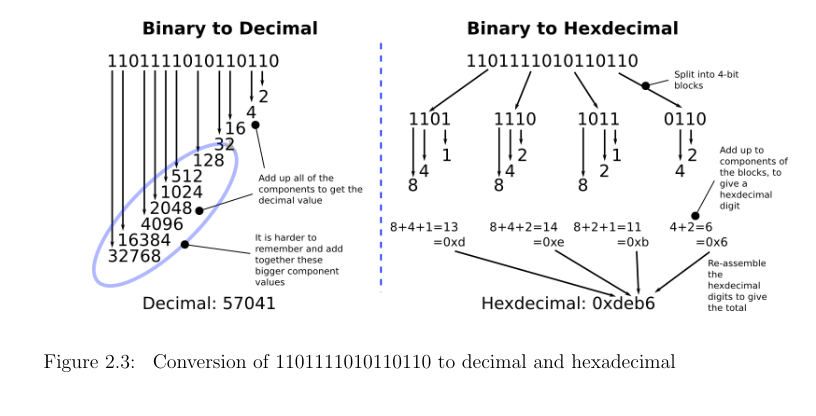 Binary to Decimal
1101111010110110
2
4
16
32
128
512
1024
2048
4096
16384
32768
Add up all of the
components to get the
decimal value
It is harder to
remember and add
together these
bigger component
values
Decimal: 57041
Binary to Hexdecimal
1101111010110110
Split into 4-bit
blocks
1101 1110 1011 0110
1 2 1 2
4 4 2 4
8 8 8
Add up to
components of
the blocks, to
give a
hexdecimal
digit
8+4+1=13 8+4+2=14 8+2+1=11 4+2=6
=0xd =0xe =0xb =0x6
Re-assemble
the
hexdecimal
digits to give
the total
Hexdecimal: 0xdeb6
Figure 2.3: Conversion of 1101111010110110 to decimal and hexadecimal